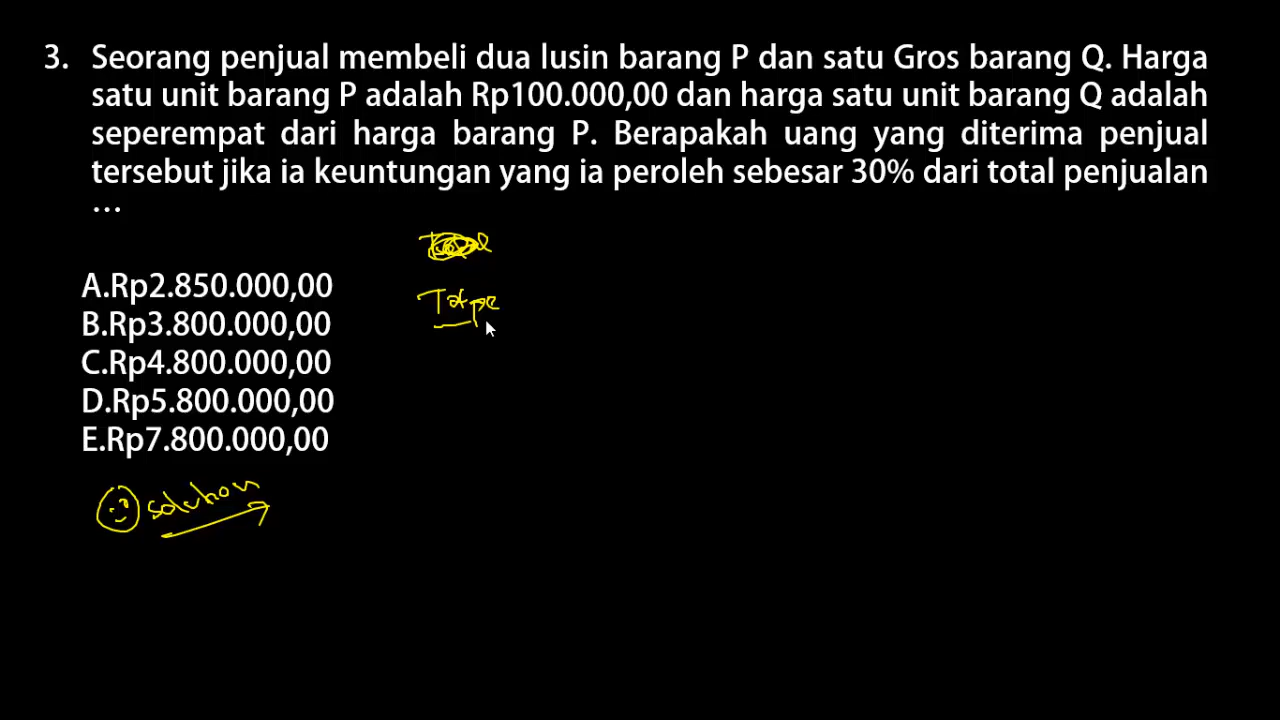 3. Seorang penjual membeli dua lusin barang P dan satu Gros barang Q. Harga
satu unit barang P adalah Rp100.000,00 dan harga satu unit barang Q adalah
seperempat dari harga barang P. Berapakah uang yang diterima penjual
tersebut jika ia keuntungan yang ia peroleh sebesar 30% dari total penjualan
...
A.Rp2.850.000,00
B.Rp3.800.000,00
C.Rp4.800.000,00
D.Rp5.800.000,00
E.Rp7.800.000,00
Tot pe
solution